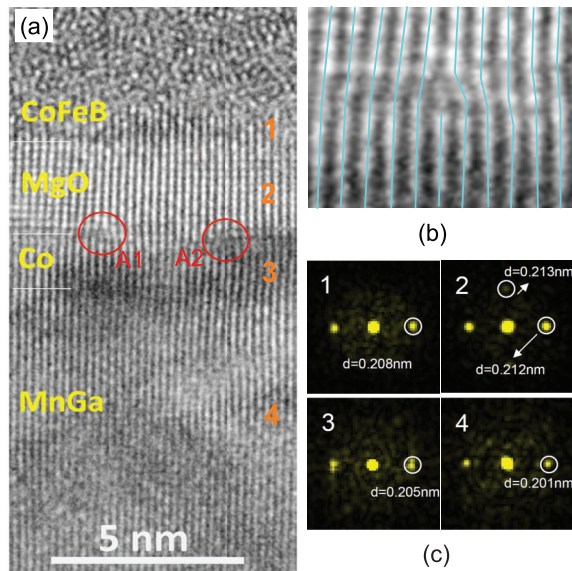 (a)
CoFeB
1
MgO
2
A1
A2
Co
3
MnGa
4
5 nm
(b)
1
d=0.208nm
2
d=0.213nm
d=0.212nm
3
d=0.205nm
4
d=0.201nm
(c)